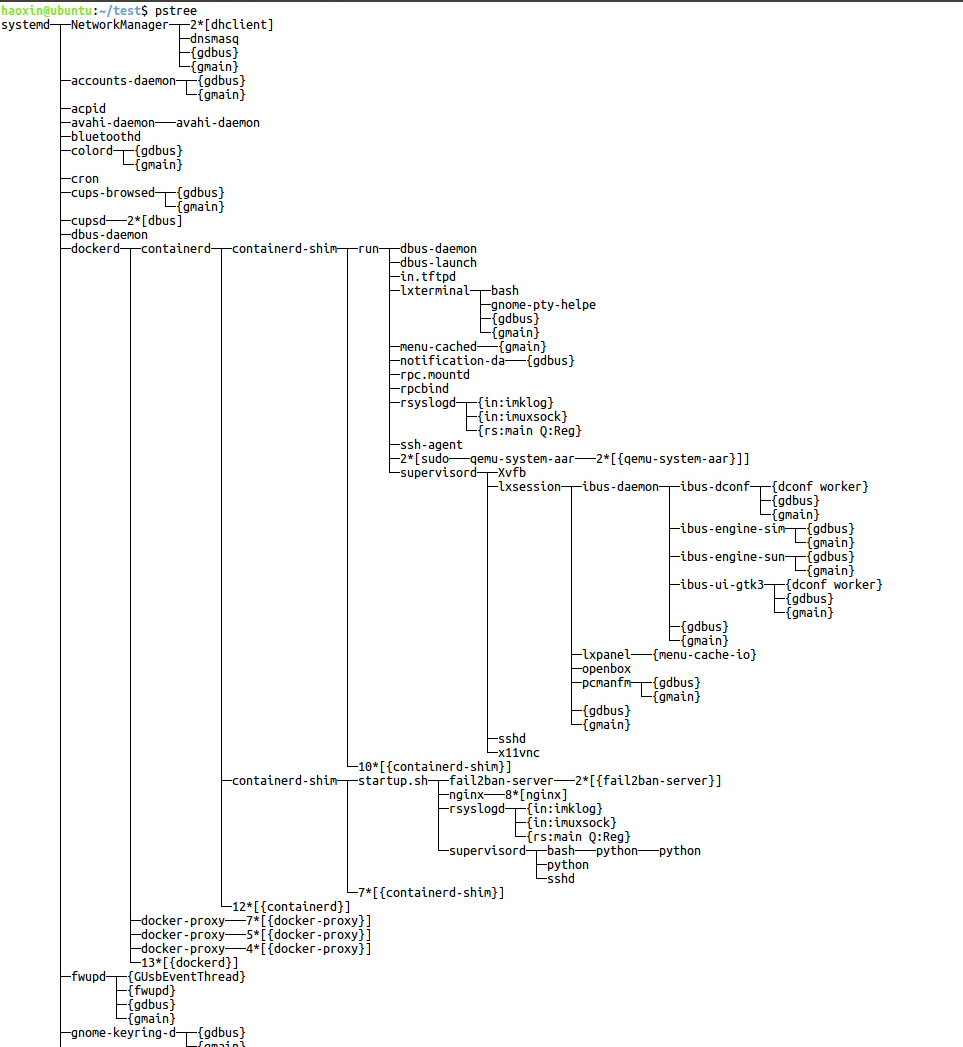 haoxin@ubuntu:~/test$ pstree
systemd─┬─NetworkManager─┬─2*[dhclient]
        │                ├─dnsmasq
        │                ├─{gdbus}
        │                └─{gmain}
        ├─accounts-daemon─┬─{gdbus}
        │                 └─{gmain}
        ├─acpid
        ├─avahi-daemon───avahi-daemon
        ├─bluetoothd
        ├─colord─┬─{gdbus}
        │        └─{gmain}
        ├─cron
        ├─cups-browsed─┬─{gdbus}
        │              └─{gmain}
        ├─cupsd───2*[dbus]
        ├─dbus-daemon
        ├─dockerd─┬─containerd─┬─containerd-shim─┬─run─┬─dbus-daemon
        │         │            │                 │     ├─dbus-launch
        │         │            │                 │     ├─in.tftpd
        │         │            │                 │     ├─lxterminal─┬─bash
        │         │            │                 │     │            ├─gnome-pty-helpe
        │         │            │                 │     │            ├─{gdbus}
        │         │            │                 │     │            └─{gmain}
        │         │            │                 │     ├─menu-cached───{gmain}
        │         │            │                 │     ├─notification-da───{gdbus}
        │         │            │                 │     ├─rpc.mountd
        │         │            │                 │     ├─rpcbind
        │         │            │                 │     ├─rsyslogd─┬─{in:imklog}
        │         │            │                 │     │          ├─{in:imuxsock}
        │         │            │                 │     │          └─{rs:main Q:Reg}
        │         │            │                 │     ├─ssh-agent
        │         │            │                 │     ├─2*[sudo───qemu-system-aar───2*[{qemu-system-aar}]]
        │         │            │                 │     └─supervisord─┬─Xvfb
        │         │            │                 │                   ├─lxsession─┬─ibus-daemon─┬─ibus-dconf─┬─{dconf worker}
        │         │            │                 │                   │           │             │            ├─{gdbus}
        │         │            │                 │                   │           │             │            └─{gmain}
        │         │            │                 │                   │           │             ├─ibus-engine-sim─┬─{gdbus}
        │         │            │                 │                   │           │             │                 └─{gmain}
        │         │            │                 │                   │           │             ├─ibus-engine-sun─┬─{gdbus}
        │         │            │                 │                   │           │             │                 └─{gmain}
        │         │            │                 │                   │           │             ├─ibus-ui-gtk3─┬─{dconf worker}
        │         │            │                 │                   │           │             │              ├─{gdbus}
        │         │            │                 │                   │           │             │              └─{gmain}
        │         │            │                 │                   │           │             ├─{gdbus}
        │         │            │                 │                   │           │             └─{gmain}
        │         │            │                 │                   │           ├─lxpanel───{menu-cache-io}
        │         │            │                 │                   │           ├─openbox
        │         │            │                 │                   │           ├─pcmanfm─┬─{gdbus}
        │         │            │                 │                   │           │         └─{gmain}
        │         │            │                 │                   │           ├─{gdbus}
        │         │            │                 │                   │           └─{gmain}
        │         │            │                 │                   ├─sshd
        │         │            │                 │                   └─x11vnc
        │         │            │                 └─10*[{containerd-shim}]
        │         │            ├─containerd-shim─┬─startup.sh─┬─fail2ban-server───2*[{fail2ban-server}]
        │         │            │                 │            ├─nginx───8*[nginx]
        │         │            │                 │            ├─rsyslogd─┬─{in:imklog}
        │         │            │                 │            │          ├─{in:imuxsock}
        │         │            │                 │            │          └─{rs:main Q:Reg}
        │         │            │                 │            └─supervisord─┬─bash───python───python
        │         │            │                 │                          ├─python
        │         │            │                 │                          └─sshd
        │         │            │                 └─7*[{containerd-shim}]
        │         │            └─12*[{containerd}]
        │         ├─docker-proxy───7*[{docker-proxy}]
        │         ├─docker-proxy───5*[{docker-proxy}]
        │         ├─docker-proxy───4*[{docker-proxy}]
        │         └─13*[{dockerd}]
        ├─fwupd─┬─{GUsbEventThread}
        │       ├─{fwupd}
        │       ├─{gdbus}
        │       └─{gmain}
        ├─gnome-keyring-d─┬─{gdbus}
        │                 ├─{gmain}